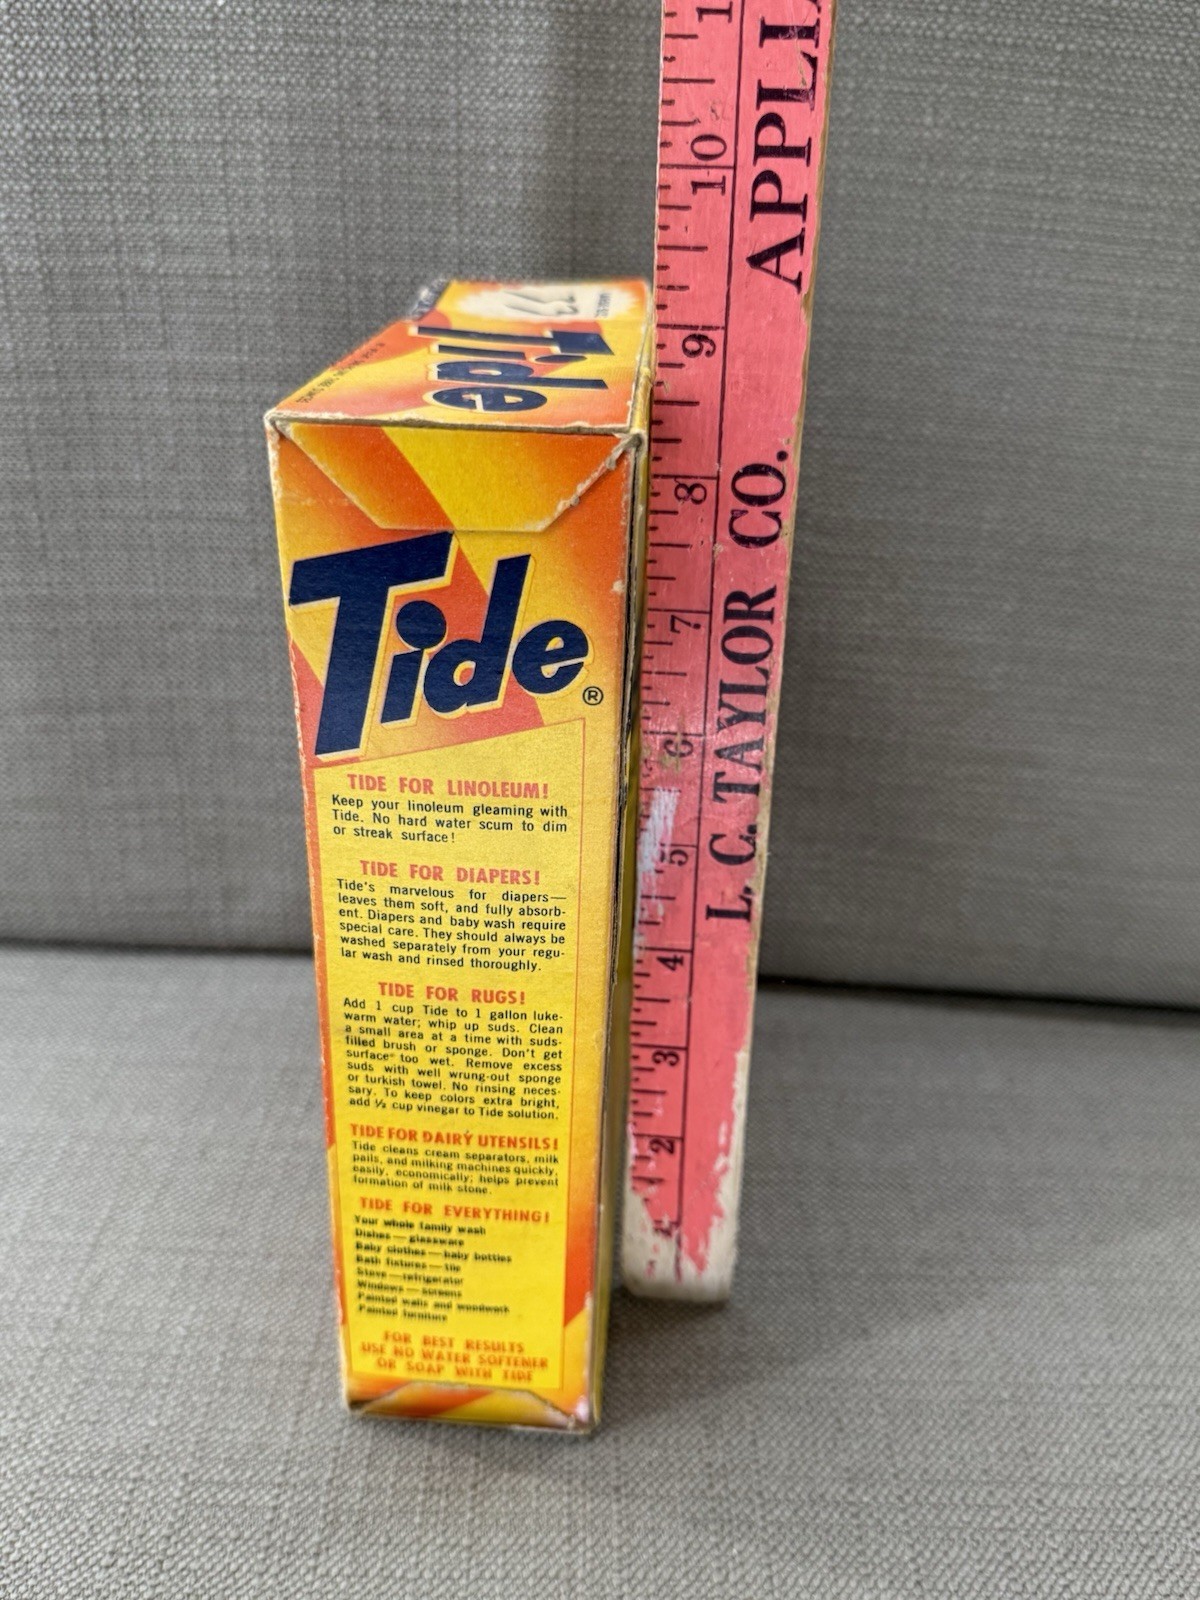 Tide
Tide®
TIDE FOR LINOLEUM!
Keep your linoleum gleaming with
Tide. No hard water scum to dim
or streak surface!
TIDE FOR DIAPERS!
Tide's marvelous for diapers—
leaves them soft, and fully absorb-
ent. Diapers and baby wash require
special care. They should always be
washed separately from your regu-
lar wash and rinsed thoroughly.
TIDE FOR RUGS!
Add 1 cup Tide to 1 gallon luke-
warm water; whip up suds. Clean
a small area at a time with suds-
filled brush or sponge. Don't get
surface too wet. Remove excess
suds with well wrung-out sponge
or turkish towel. No rinsing neces-
sary. To keep colors extra bright,
add ½ cup vinegar to Tide solution.
TIDE FOR DAIRY UTENSILS!
Tide cleans cream separators, milk
pails, and milking machines quickly,
easily, economically; helps prevent
formation of milk stone.
TIDE FOR EVERYTHING!
Your whole family wash
Dishes—glassware
Baby clothes—baby bottles
Bath fixtures—tile
Stove—refrigerator
Windows—screens
Painted walls and woodwork
Painted furniture
FOR BEST RESULTS
USE NO WATER SOFTENER
OR SOAP WITH TIDE
L. C. TAYLOR CO. APPLI
1 2 3 4 5 6 7 8 9 10